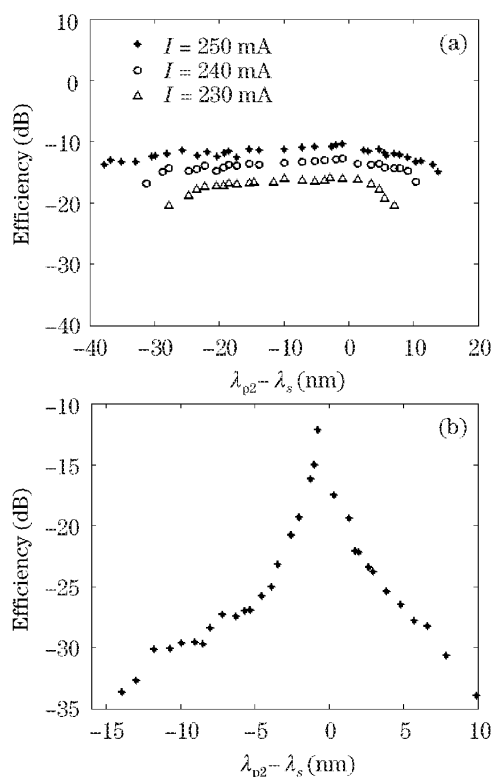 10
0
−10
−20
−30
−40
Efficiency (dB)
I = 250 mA
I = 240 mA
I = 230 mA
(a)
−40 −30 −20 −10 0 10 20
λp2− λs (nm)
−10
−15
−20
−25
−30
−35
Efficiency (dB)
(b)
−15 −10 −5 0 5 10
λp2− λs (nm)